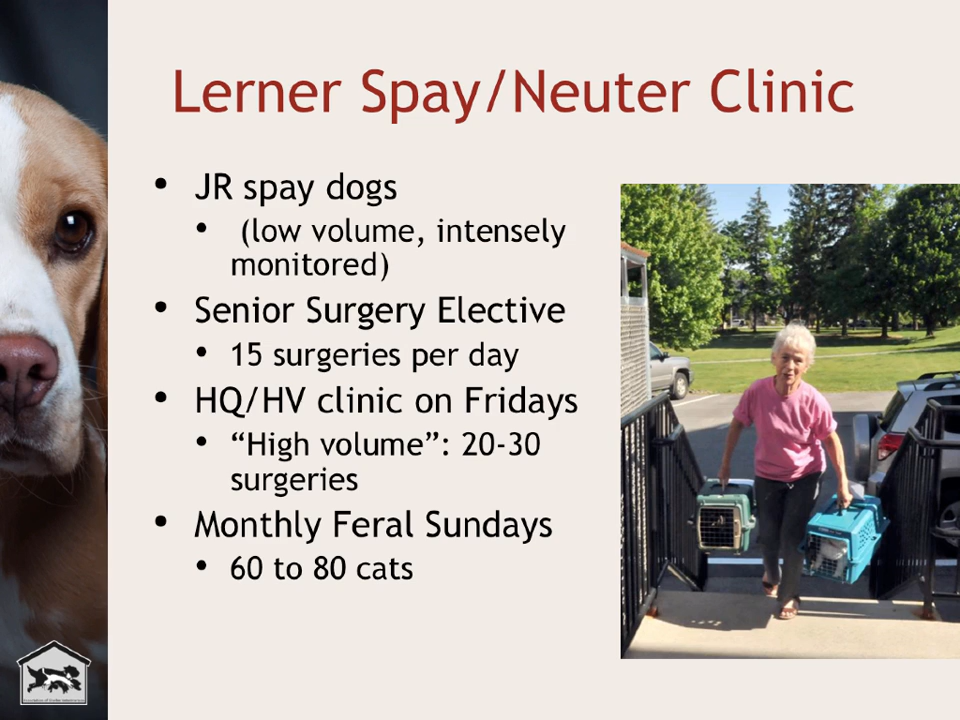 Lerner Spay/Neuter Clinic
• JR spay dogs
• (low volume, intensely
monitored)
• Senior Surgery Elective
• 15 surgeries per day
• HQ/HV clinic on Fridays
• “High volume”: 20-30
surgeries
• Monthly Feral Sundays
• 60 to 80 cats